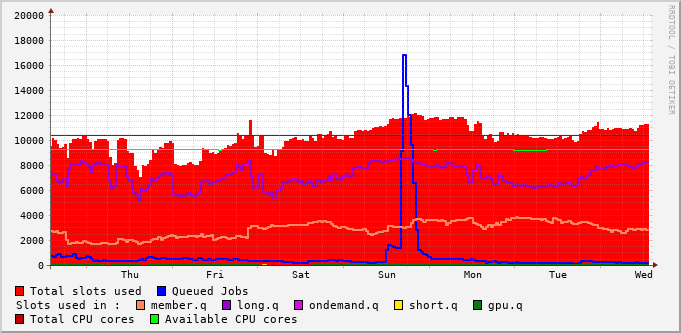 20000
18000
16000
14000
12000
10000
8000
6000
4000
2000
0
Thu Fri Sat Sun Mon Tue Wed
RRDTOOL / TOBI OETIKER
Total slots used Queued Jobs
Slots used in : member.q long.q ondemand.q short.q gpu.q
Total CPU cores Available CPU cores